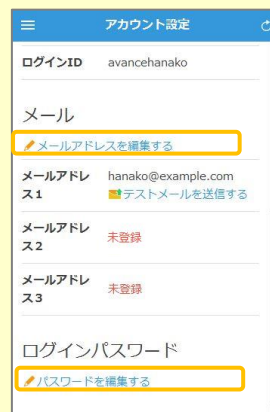 アカウント設定
ログインID avancehanako
メール
メールアドレスを編集する
メールアドレ hanako@example.com
ス1 テストメールを送信する
メールアドレ
ス2 未登録
メールアドレ
ス3 未登録
ログインパスワード
パスワードを編集する